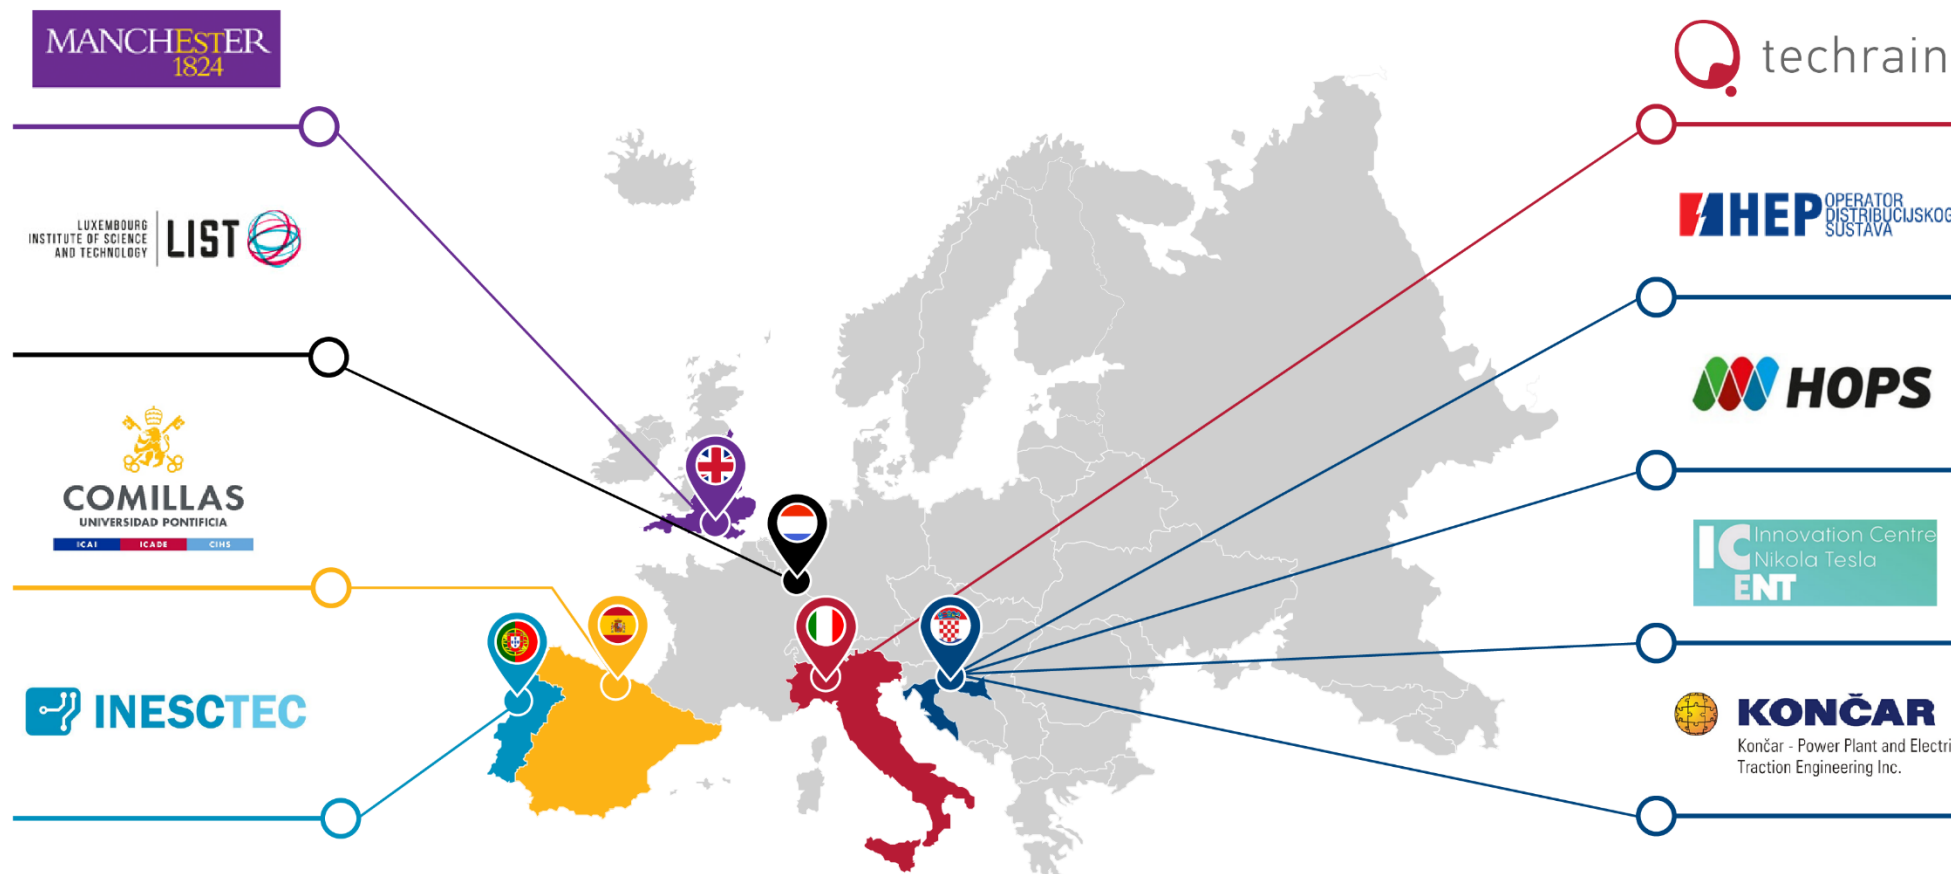 MANCHESTER
1824
LUXEMBOURG
INSTITUTE OF SCIENCE
AND TECHNOLOGY
LIST
COMILLAS
UNIVERSIDAD PONTIFICIA
ICAI ICADE CIHS
INESCTEC
techrain
HEP OPERATOR
DISTRIBUCIJSKOG
SUSTAVA
HOPS
IC Innovation Centre
Nikola Tesla
ENT
KONČAR
Končar - Power Plant and Electri
Traction Engineering Inc.